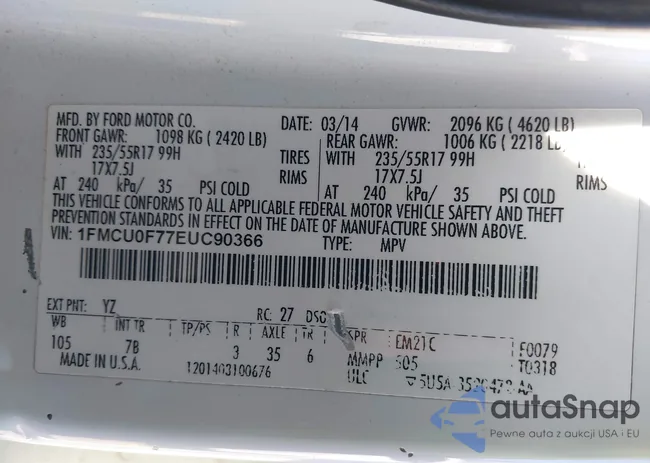 MFD. BY FORD MOTOR CO. DATE: 03/14 GVWR: 2096 KG ( 4620 LB)
FRONT GAWR: 1098 KG ( 2420 LB) REAR GAWR: 1006 KG ( 2218 LB)
WITH 235/55R17 99H TIRES WITH 235/55R17 99H
17X7.5J RIMS 17X7.5J RIMS
AT 240 kPa/ 35 PSI COLD AT 240 kPa/ 35 PSI COLD
THIS VEHICLE CONFORMS TO ALL APPLICABLE FEDERAL MOTOR VEHICLE SAFETY AND THEFT
PREVENTION STANDARDS IN EFFECT ON THE DATE OF MANUFACTURE SHOWN ABOVE.
VIN: 1FMCU0F77EUC90366 TYPE: MPV
EXT PNT: YZ RC: 27 DSO
WB INT TR TP/PS R AXLE TR SPR EM21C F0079
105 7B 3 35 6 MMPP T0318
MADE IN U.S.A. 1201403100676 ULC
autaSnap
Pewne auta z aukcji USA i EU